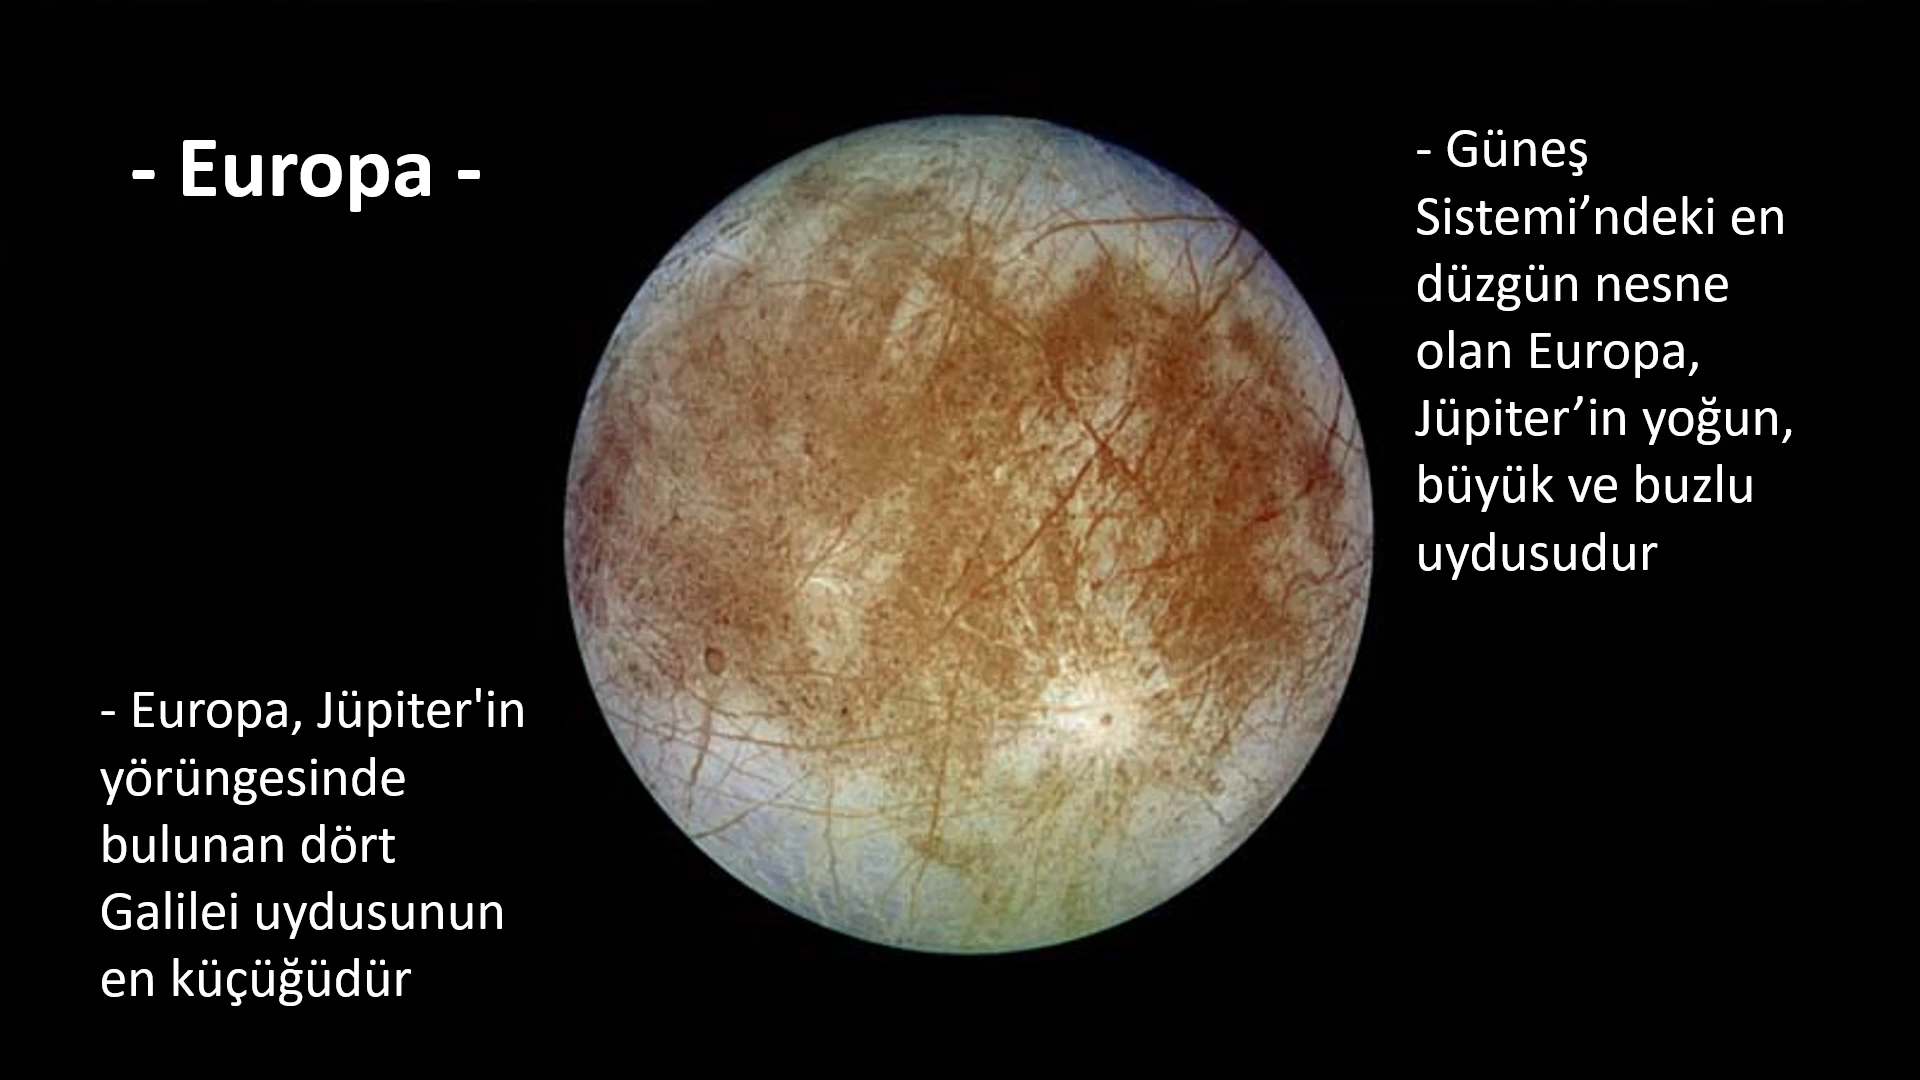 - Europa -
- Güneş
Sistemi’ndeki en
düzgün nesne
olan Europa,
Jüpiter’in yoğun,
büyük ve buzlu
uydusudur
- Europa, Jüpiter'in
yörüngesinde
bulunan dört
Galilei uydusunun
en küçüğüdür